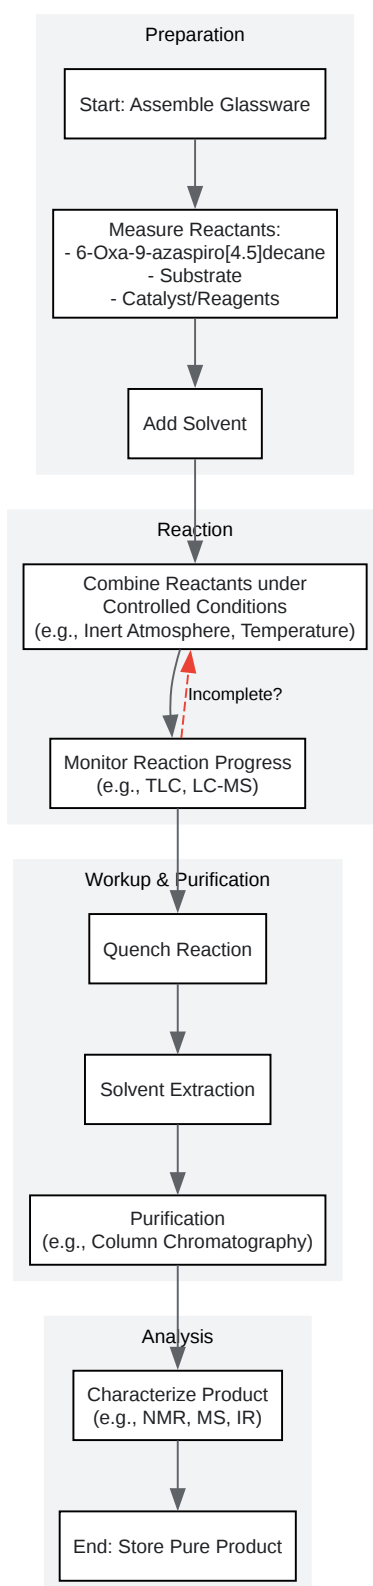 Preparation
Start: Assemble Glassware
Measure Reactants:
- 6-Oxa-9-azaspiro[4.5]decane
- Substrate
- Catalyst/Reagents
Add Solvent
Reaction
Combine Reactants under
Controlled Conditions
(e.g., Inert Atmosphere, Temperature)
Incomplete?
Monitor Reaction Progress
(e.g., TLC, LC-MS)
Workup & Purification
Quench Reaction
Solvent Extraction
Purification
(e.g., Column Chromatography)
Analysis
Characterize Product
(e.g., NMR, MS, IR)
End: Store Pure Product